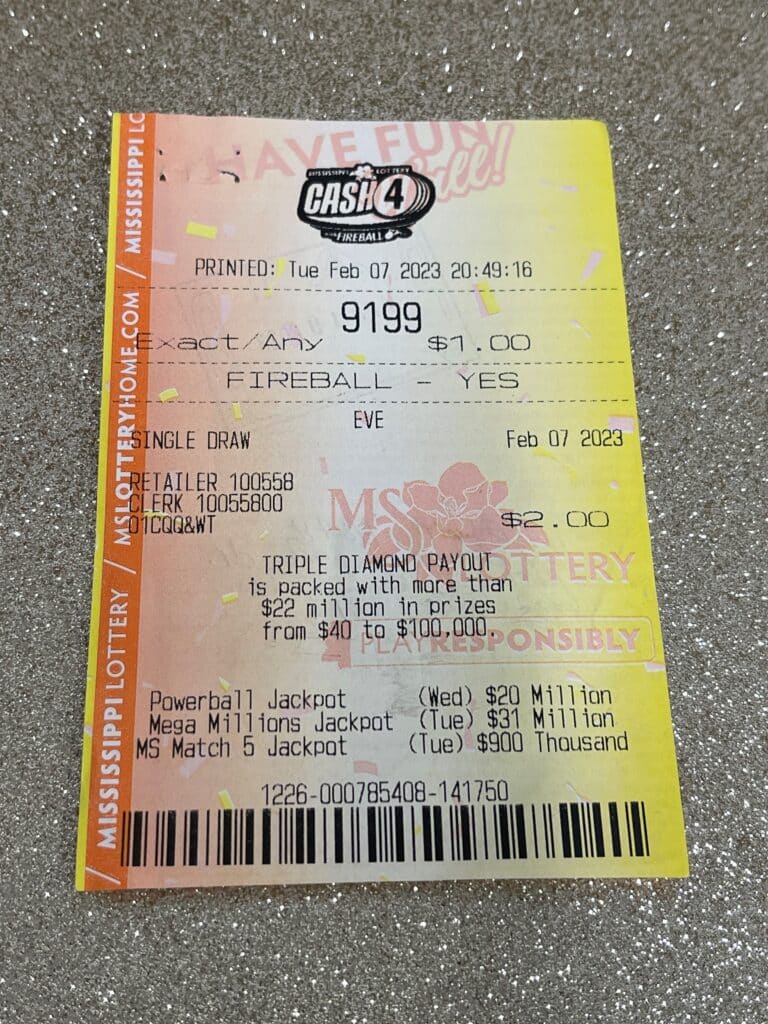 HAVE FUN
y'all!
MISSISSIPPI LOTTERY
CASH 4
FIREBALL
PRINTED: Tue Feb 07 2023 20:49:16
9199
Exact/Any $1.00
FIREBALL - YES
EVE
SINGLE DRAW Feb 07 2023
RETAILER 100558
CLERK 10055800
01CQQ&WT
$2.00
MS
LOTTERY
TRIPLE DIAMOND PAYOUT
is packed with more than
$22 million in prizes
from $40 to $100,000
PLAY RESPONSIBLY
Powerball Jackpot (Wed) $20 Million
Mega Millions Jackpot (Tue) $31 Million
MS Match 5 Jackpot (Tue) $900 Thousand
1226-000785408-141750
/ MISSISSIPPI LOTTERY / MSLOTTERYHOME.COM / MISSISSIPPI LO